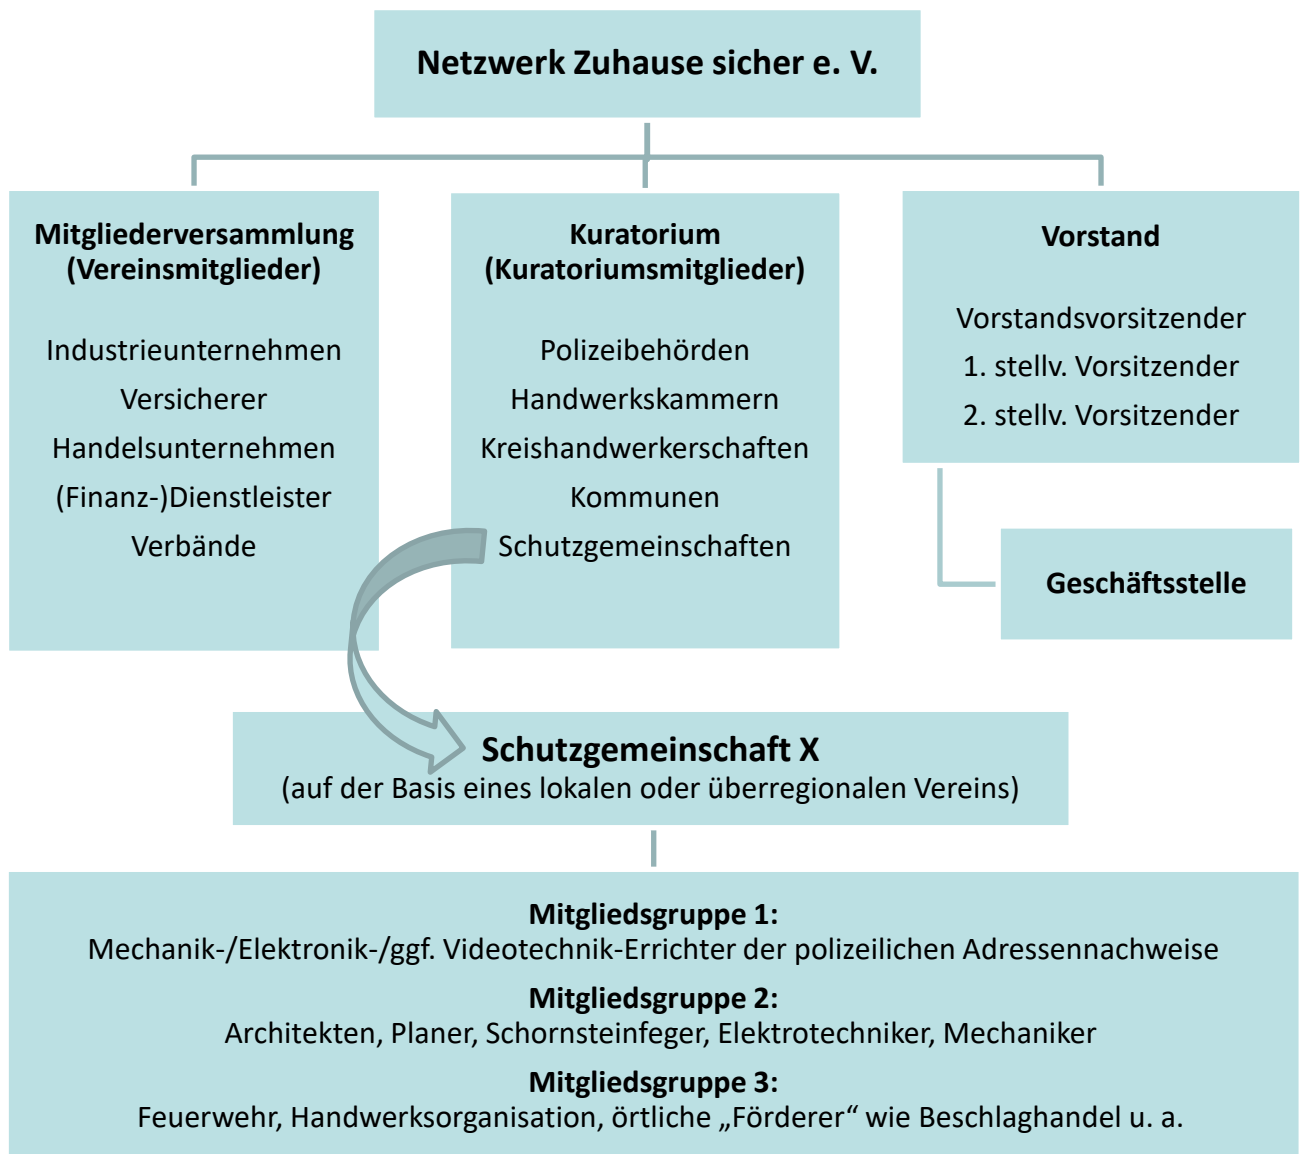 Netzwerk Zuhause sicher e. V.
Mitgliederversammlung
(Vereinsmitglieder)
Industrieunternehmen
Versicherer
Handelsunternehmen
(Finanz-)Dienstleister
Verbände
Kuratorium
(Kuratoriumsmitglieder)
Polizeibehörden
Handwerkskammern
Kreishandwerkerschaften
Kommunen
Schutzgemeinschaften
Vorstand
Vorstandsvorsitzender
1. stellv. Vorsitzender
2. stellv. Vorsitzender
Geschäftsstelle
Schutzgemeinschaft X
(auf der Basis eines lokalen oder überregionalen Vereins)
Mitgliedsgruppe 1:
Mechanik-/Elektronik-/ggf. Videotechnik-Errichter der polizeilichen Adressennachweise
Mitgliedsgruppe 2:
Architekten, Planer, Schornsteinfeger, Elektrotechniker, Mechaniker
Mitgliedsgruppe 3:
Feuerwehr, Handwerksorganisation, örtliche „Förderer“ wie Beschlaghandel u. a.